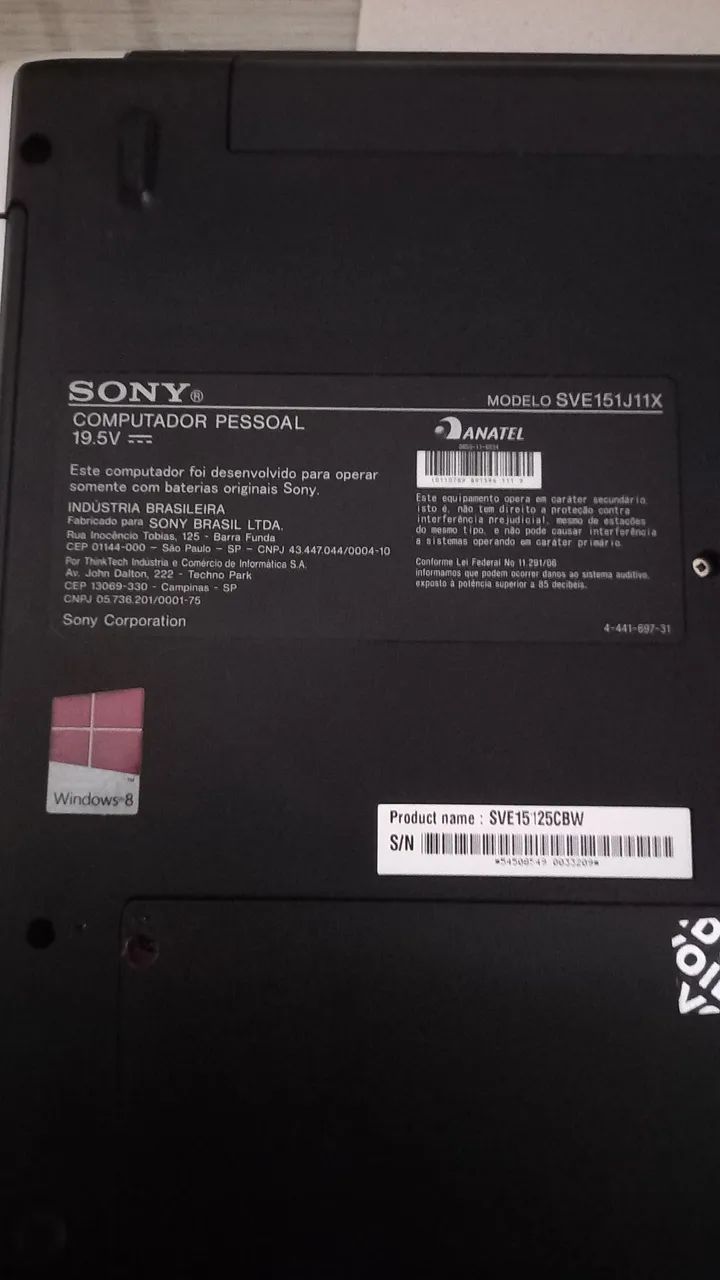 SONY®
MODELO SVE151J11X
COMPUTADOR PESSOAL
19.5V
Este computador foi desenvolvido para operar
somente com baterias originais Sony.
INDÚSTRIA BRASILEIRA
Fabricado para SONY BRASIL LTDA.
Rua Inocêncio Tobias, 125 - Barra Funda
CEP 01144-000 - São Paulo - SP - CNPJ 43.447.044/0004-10
Por ThinkTech Indústria e Comércio de Informática S.A.
Av. John Dalton, 222 - Techno Park
CEP 13069-330 - Campinas - SP
CNPJ 05.736.201/0001-75
Sony Corporation
ANATEL
Este equipamento opera em caráter secundário,
isto é, não tem direito a proteção contra
interferência prejudicial, mesmo de estações
do mesmo tipo, e não pode causar interferência
a sistemas operando em caráter primário.
Conforme Lei Federal No 11.291/06
informamos que podem ocorrer danos ao sistema auditivo,
exposto à potência superior a 85 decibéis.
4-441-697-31
Windows®8
™
Product name : SVE15125CBW
S/N
*54508549 0033209*